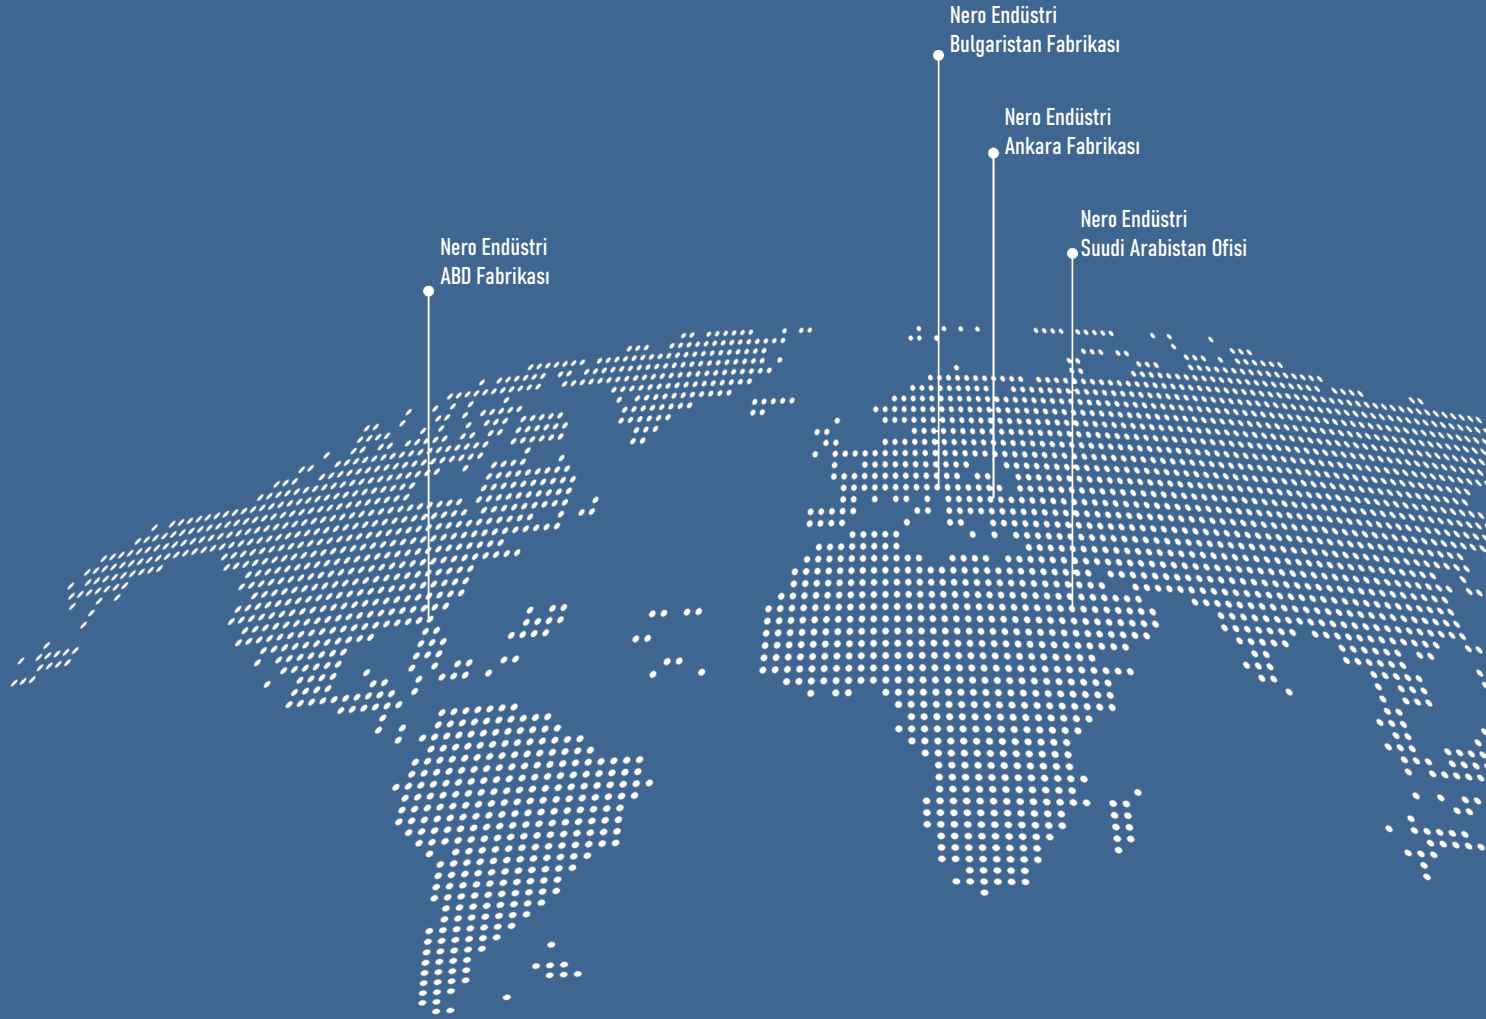 Nero Endüstri
Bulgaristan Fabrikası
Nero Endüstri
Ankara Fabrikası
Nero Endüstri
Suudi Arabistan Ofisi
Nero Endüstri
ABD Fabrikası